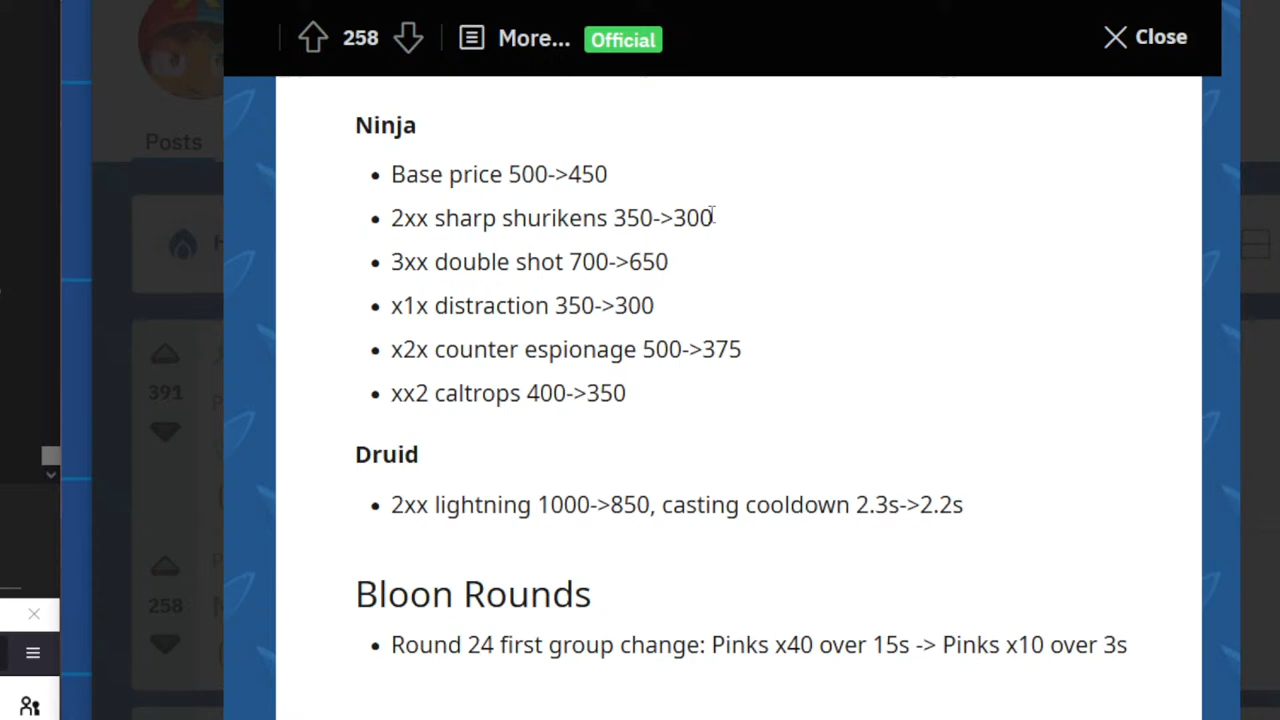 258
More...
Official
Close
Posts
Ninja
Base price 500->450
2xx sharp shurikens 350->300
3xx double shot 700->650
x1x distraction 350->300
x2x counter espionage 500->375
xx2 caltrops 400->350
391
Druid
2xx lightning 1000->850, casting cooldown 2.3s->2.2s
Bloon Rounds
258
Round 24 first group change: Pinks x40 over 15s -> Pinks x10 over 3s